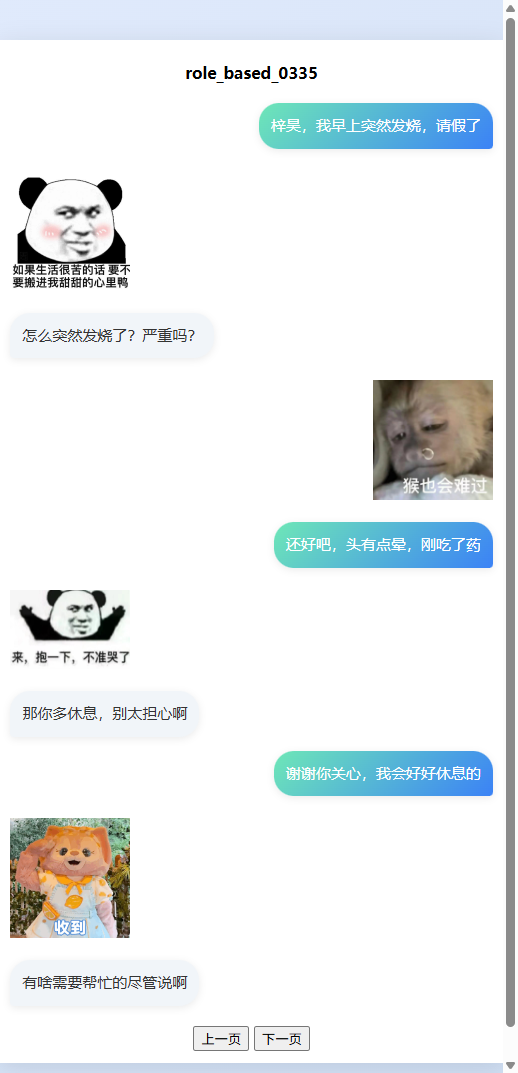 role_based_0335
梓昊，我早上突然发烧，请假了
如果生活很苦的话 要不
要搬进我甜甜的心里鸭
怎么突然发烧了？严重吗？
猴也会难过
还好吧，头有点晕，刚吃了药
来，抱一下，不准哭了
那你多休息，别太担心啊
谢谢你关心，我会好好休息的
收到
有啥需要帮忙的尽管说啊
上一页 下一页